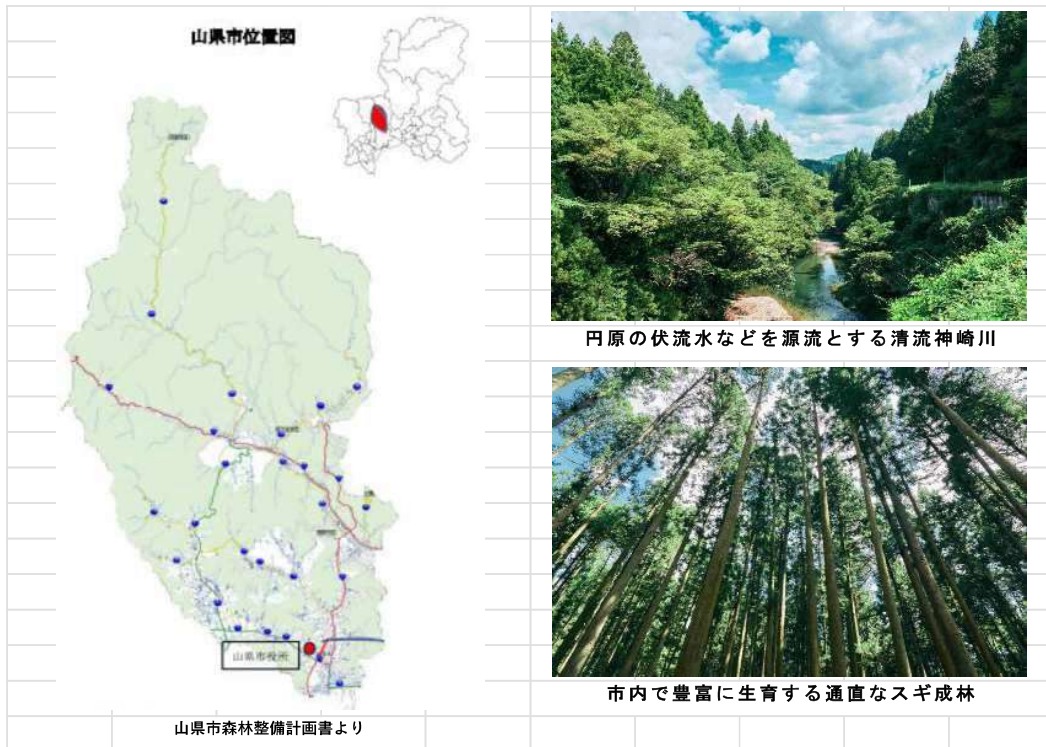 山県市位置図
山県市役所
山県市森林整備計画書より
円原の伏流水などを源流とする清流神崎川
市内で豊富に生育する通直なスギ成林